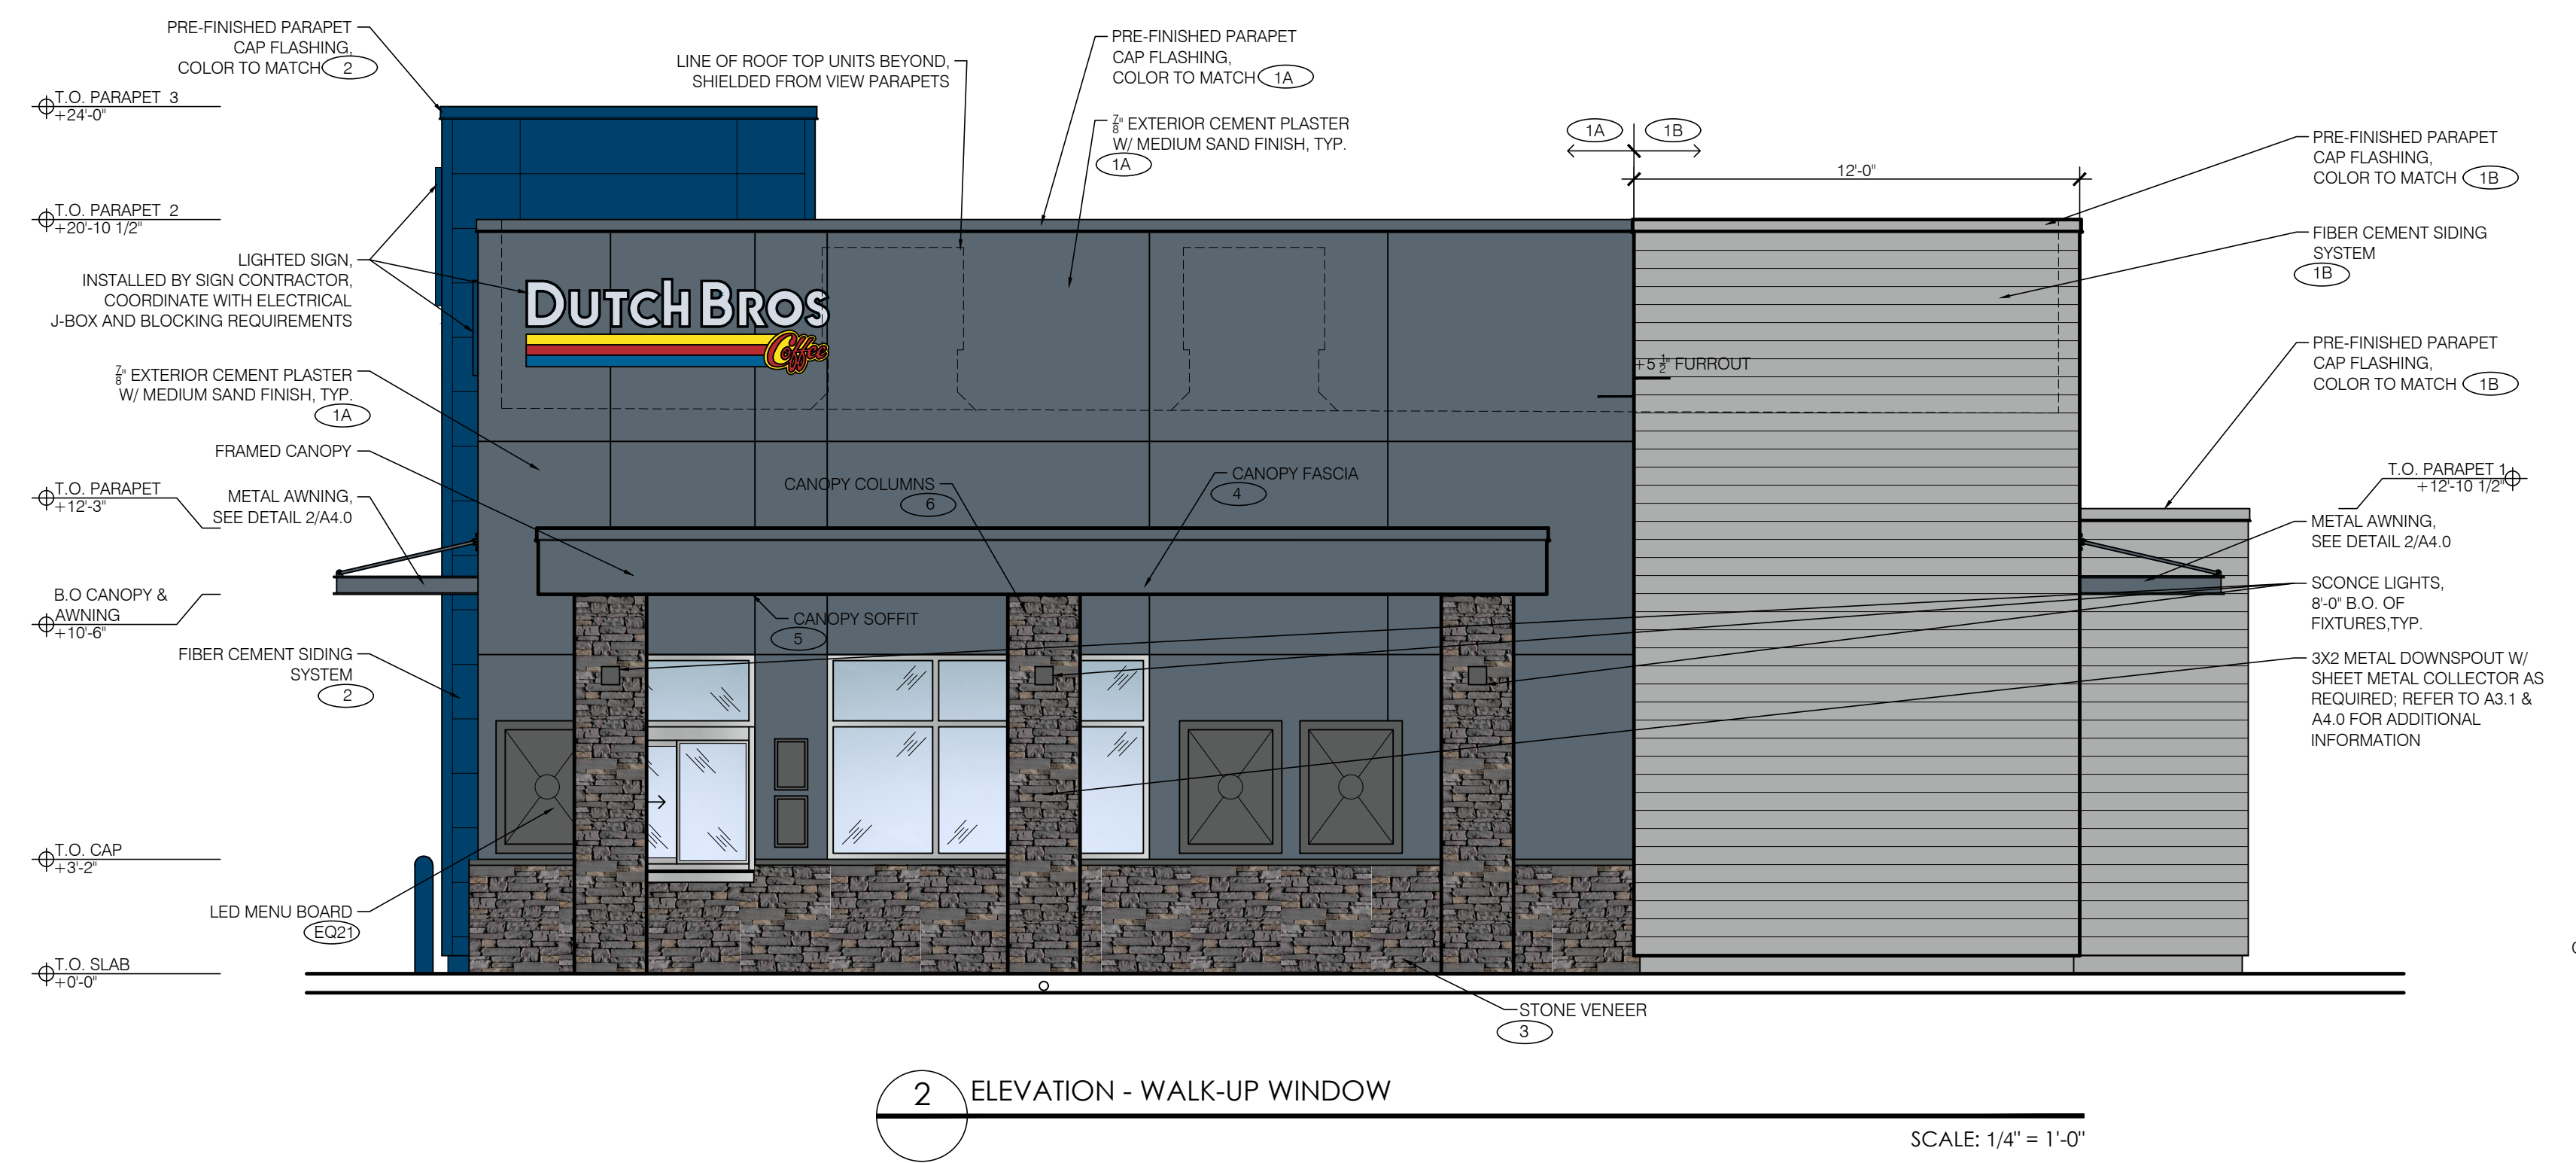 PRE-FINISHED PARAPET
CAP FLASHING,
COLOR TO MATCH 2
T.O. PARAPET 3
+24'-0"
T.O. PARAPET 2
+20'-10 1/2"
LIGHTED SIGN,
INSTALLED BY SIGN CONTRACTOR,
COORDINATE WITH ELECTRICAL
J-BOX AND BLOCKING REQUIREMENTS
7/8" EXTERIOR CEMENT PLASTER
W/ MEDIUM SAND FINISH, TYP.
1A
FRAMED CANOPY
T.O. PARAPET
+12'-3"
METAL AWNING,
SEE DETAIL 2/A4.0
B.O CANOPY &
AWNING
+10'-6"
FIBER CEMENT SIDING
SYSTEM
2
T.O. CAP
+3'-2"
LED MENU BOARD
EQ21
T.O. SLAB
+0'-0"
LINE OF ROOF TOP UNITS BEYOND,
SHIELDED FROM VIEW PARAPETS
PRE-FINISHED PARAPET
CAP FLASHING,
COLOR TO MATCH 1A
7/8" EXTERIOR CEMENT PLASTER
W/ MEDIUM SAND FINISH, TYP.
1A
DUTCH BROS
Coffee
CANOPY COLUMNS
6
CANOPY FASCIA
4
CANOPY SOFFIT
5
1A 1B
12'-0"
+5 1/2" FURROUT
PRE-FINISHED PARAPET
CAP FLASHING,
COLOR TO MATCH 1B
FIBER CEMENT SIDING
SYSTEM
1B
PRE-FINISHED PARAPET
CAP FLASHING,
COLOR TO MATCH 1B
T.O. PARAPET 1
+12'-10 1/2"
METAL AWNING,
SEE DETAIL 2/A4.0
SCONCE LIGHTS,
8'-0" B.O. OF
FIXTURES,TYP.
3X2 METAL DOWNSPOUT W/
SHEET METAL COLLECTOR AS
REQUIRED; REFER TO A3.1 &
A4.0 FOR ADDITIONAL
INFORMATION
STONE VENEER
3
2 ELEVATION - WALK-UP WINDOW
SCALE: 1/4" = 1'-0"